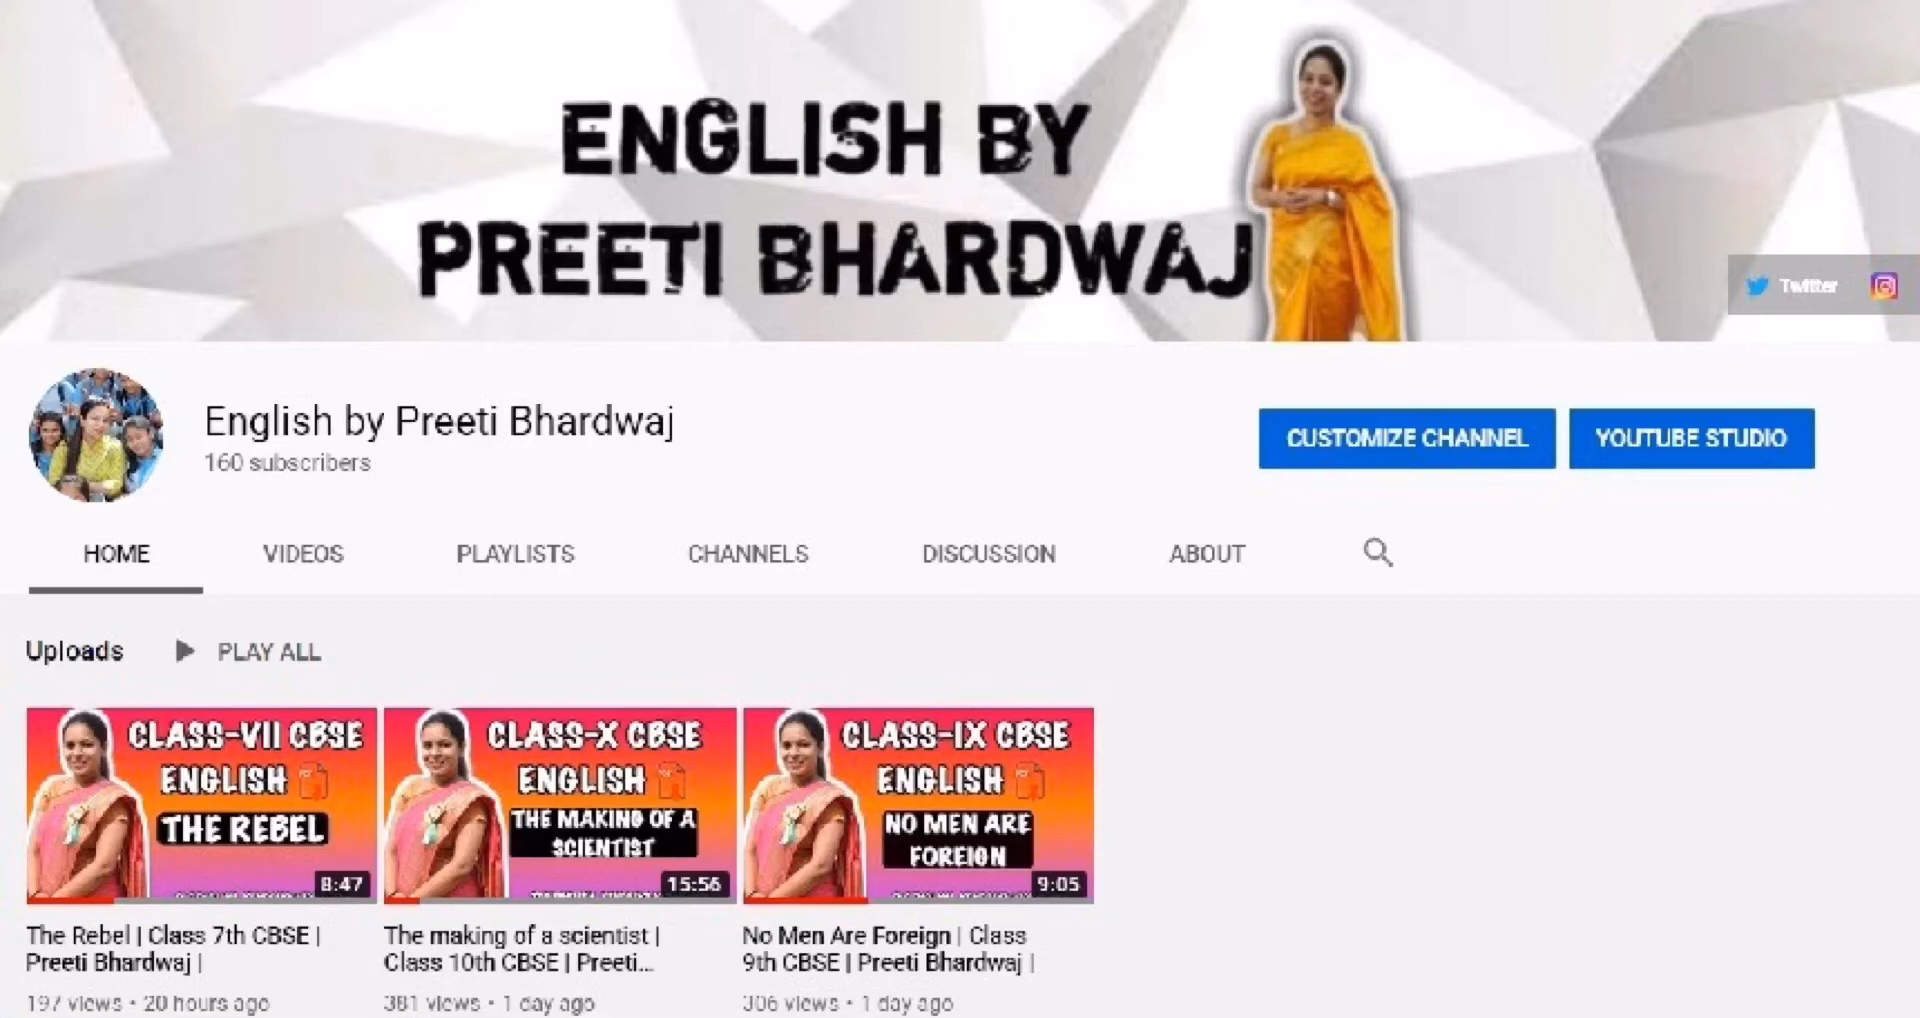 ENGLISH BY
PREETI BHARDWAJ
Twitter
English by Preeti Bhardwaj
160 subscribers
CUSTOMIZE CHANNEL
YOUTUBE STUDIO
HOME VIDEOS PLAYLISTS CHANNELS DISCUSSION ABOUT
Uploads PLAY ALL
CLASS-VII CBSE
ENGLISH
THE REBEL
8:47
The Rebel | Class 7th CBSE |
Preeti Bhardwaj |
197 views • 20 hours ago
CLASS-X CBSE
ENGLISH
THE MAKING OF A
SCIENTIST
15:56
The making of a scientist |
Class 10th CBSE | Preeti...
381 views • 1 day ago
CLASS-IX CBSE
ENGLISH
NO MEN ARE
FOREIGN
9:05
No Men Are Foreign | Class
9th CBSE | Preeti Bhardwaj |
306 views • 1 day ago